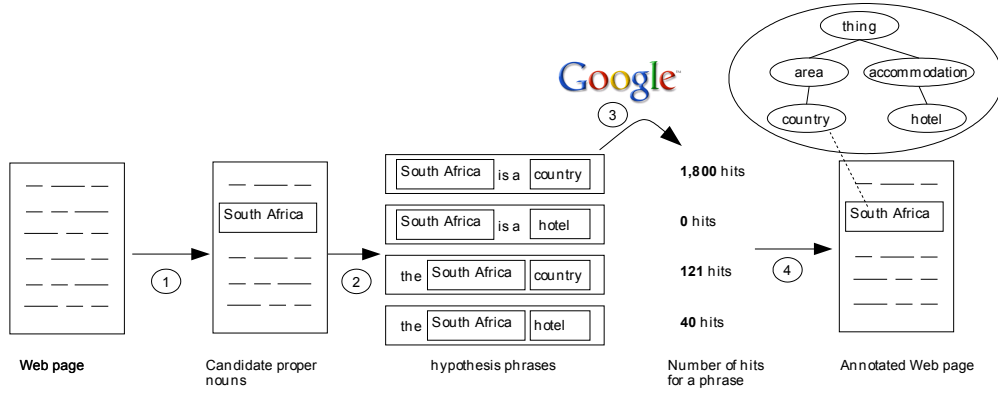 thing
area
accommodation
country
hotel
Google™
3
South Africa is a country
1,800 hits
South Africa is a hotel
0 hits
the South Africa country
121 hits
the South Africa hotel
40 hits
South Africa
South Africa
1
2
4
Web page
Candidate proper
nouns
hypothesis phrases
Number of hits
for a phrase
Annotated Web page